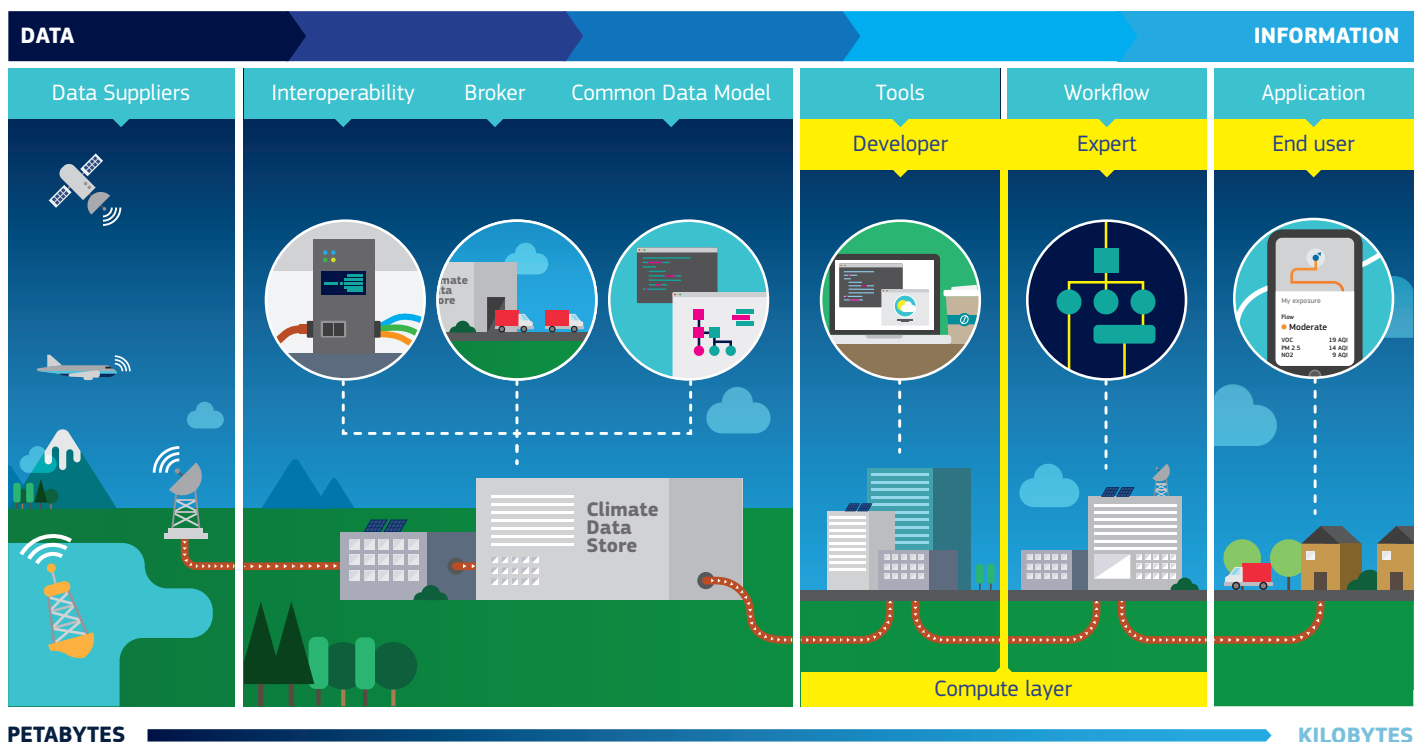 DATA
INFORMATION
Data Suppliers
Interoperability
Broker
Common Data Model
Tools
Workflow
Application
Developer
Expert
End user
mate
ta
ore
My exposure
Flow
Moderate
VOC 19 AQI
PM 2.5 14 AQI
NO2 9 AQI
Climate
Data
Store
Compute layer
PETABYTES
KILOBYTES